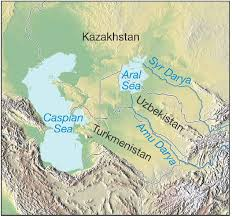 Kazakhstan
Aral
Sea
Syr Darya
Uzbekistan
Caspian
Sea
Turkmenistan
Amu Darya